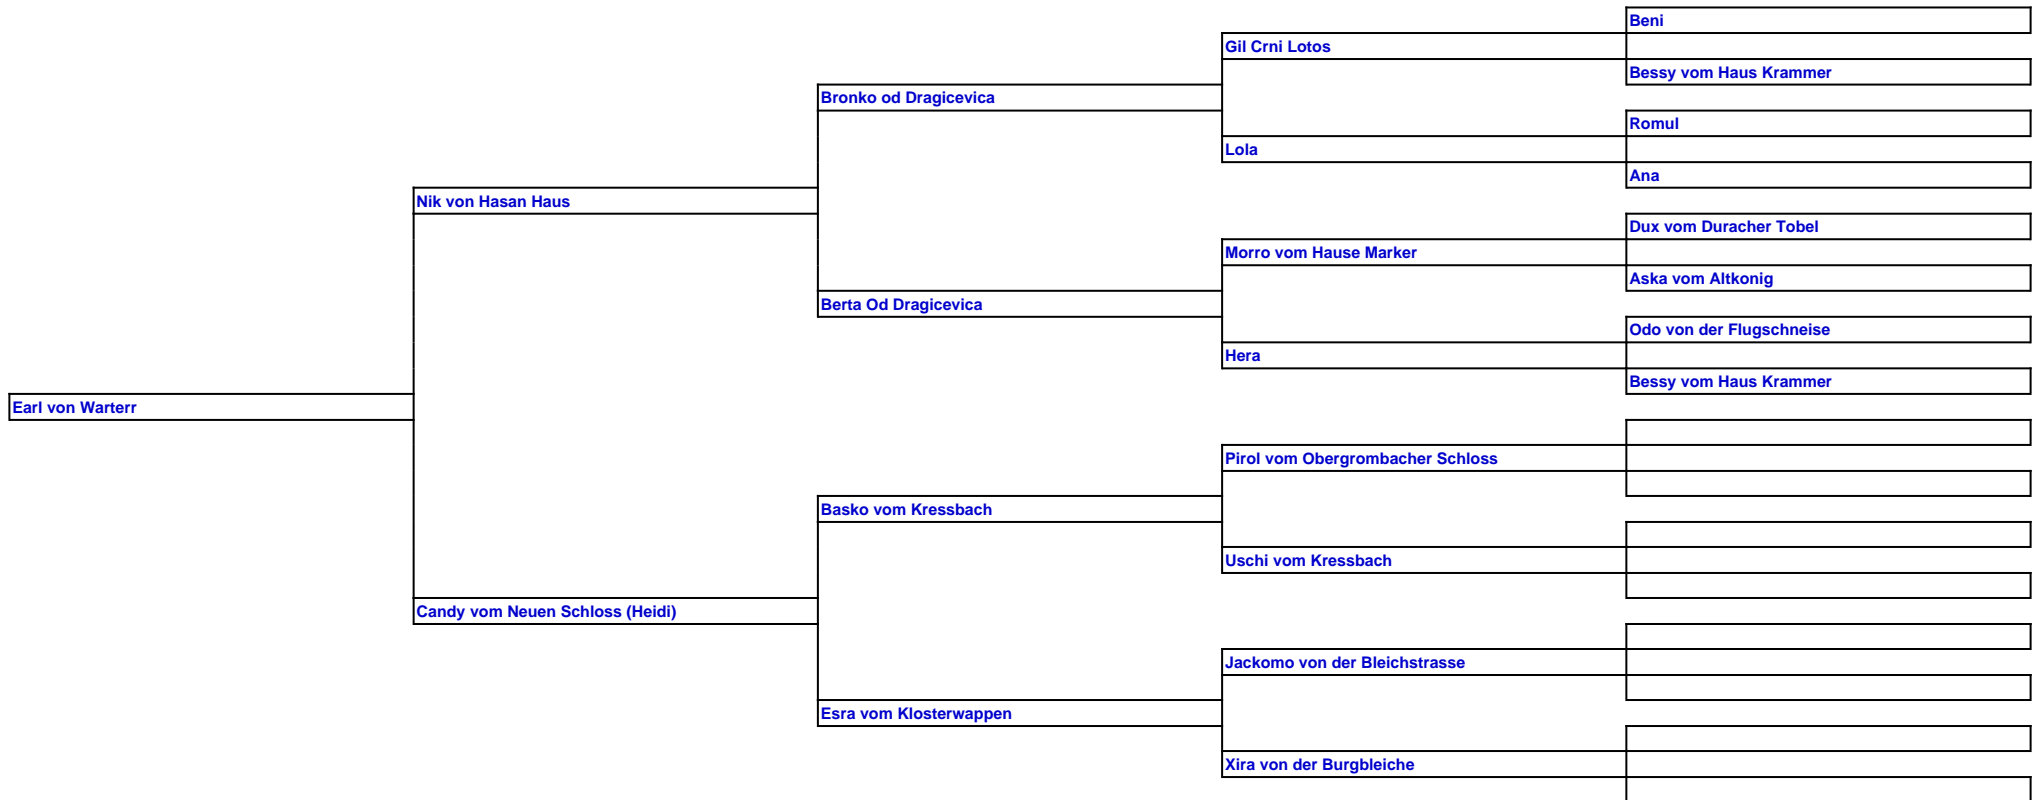 Beni
Gil Crni Lotos
Bessy vom Haus Krammer
Bronko od Dragicevica
Romul
Lola
Ana
Nik von Hasan Haus
Dux vom Duracher Tobel
Morro vom Hause Marker
Aska vom Altkonig
Berta Od Dragicevica
Odo von der Flugschneise
Hera
Bessy vom Haus Krammer
Earl von Warterr
Pirol vom Obergrombacher Schloss
Basko vom Kressbach
Uschi vom Kressbach
Candy vom Neuen Schloss (Heidi)
Jackomo von der Bleichstrasse
Esra vom Klosterwappen
Xira von der Burgbleiche